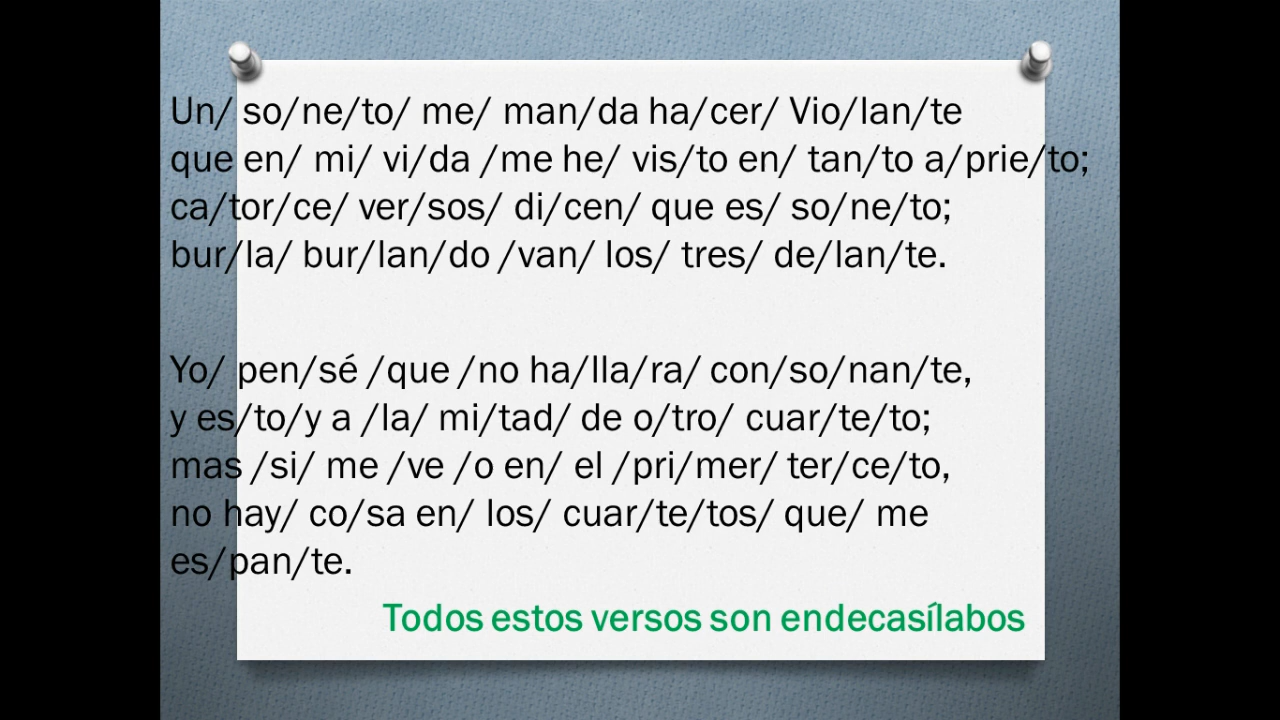 Un/ so/ne/to/ me/ man/da ha/cer/ Vio/lan/te
que en/ mi/ vi/da /me he/ vis/to en/ tan/to a/prie/to;
ca/tor/ce/ ver/sos/ di/cen/ que es/ so/ne/to;
bur/la/ bur/lan/do /van/ los/ tres/ de/lan/te.
Yo/ pen/sé /que /no ha/lla/ra/ con/so/nan/te,
y es/to/y a /la/ mi/tad/ de o/tro/ cuar/te/to;
mas /si/ me /ve /o en/ el /pri/mer/ ter/ce/to,
no hay/ co/sa en/ los/ cuar/te/tos/ que/ me
es/pan/te.
Todos estos versos son endecasílabos